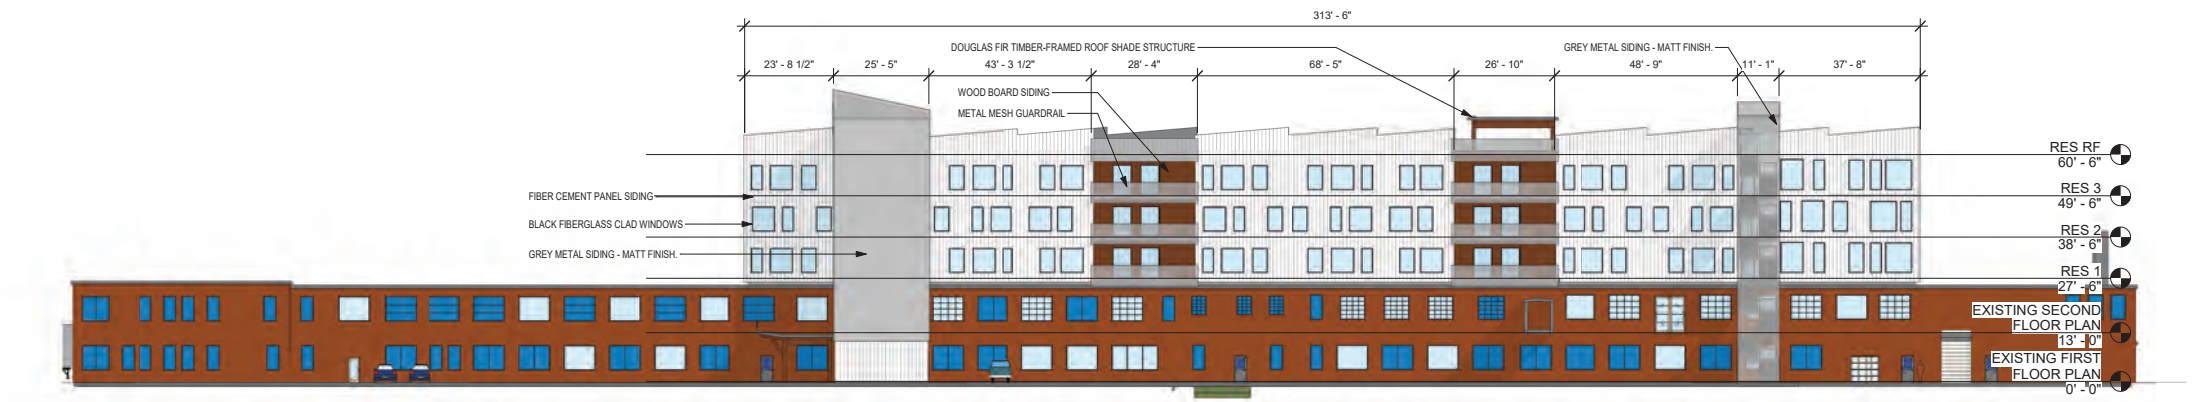 313' - 6"
DOUGLAS FIR TIMBER-FRAMED ROOF SHADE STRUCTURE
GREY METAL SIDING - MATT FINISH.
23' - 8 1/2"
25' - 5"
43' - 3 1/2"
28' - 4"
68' - 5"
26' - 10"
48' - 9"
11' - 1"
37' - 8"
WOOD BOARD SIDING
METAL MESH GUARDRAIL
RES RF
60' - 6"
FIBER CEMENT PANEL SIDING
RES 3
49' - 6"
BLACK FIBERGLASS CLAD WINDOWS
RES 2
38' - 6"
GREY METAL SIDING - MATT FINISH.
RES 1
27' - 6"
EXISTING SECOND
FLOOR PLAN
13' - 0"
EXISTING FIRST
FLOOR PLAN
0' - 0"